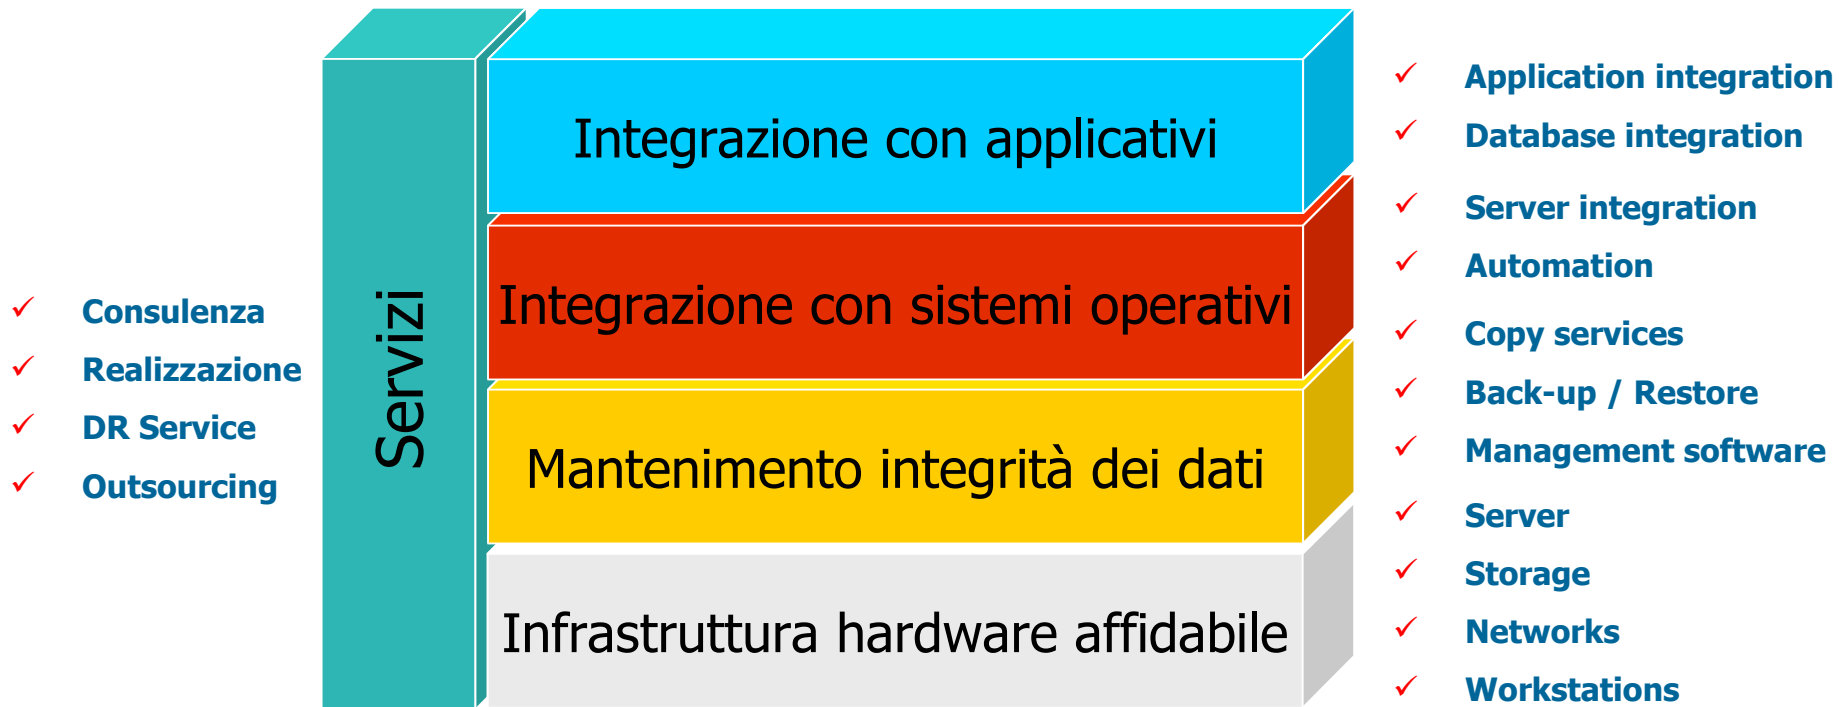 Consulenza
Realizzazione
DR Service
Outsourcing
Servizi
Integrazione con applicativi
Integrazione con sistemi operativi
Mantenimento integrità dei dati
Infrastruttura hardware affidabile
Application integration
Database integration
Server integration
Automation
Copy services
Back-up / Restore
Management software
Server
Storage
Networks
Workstations